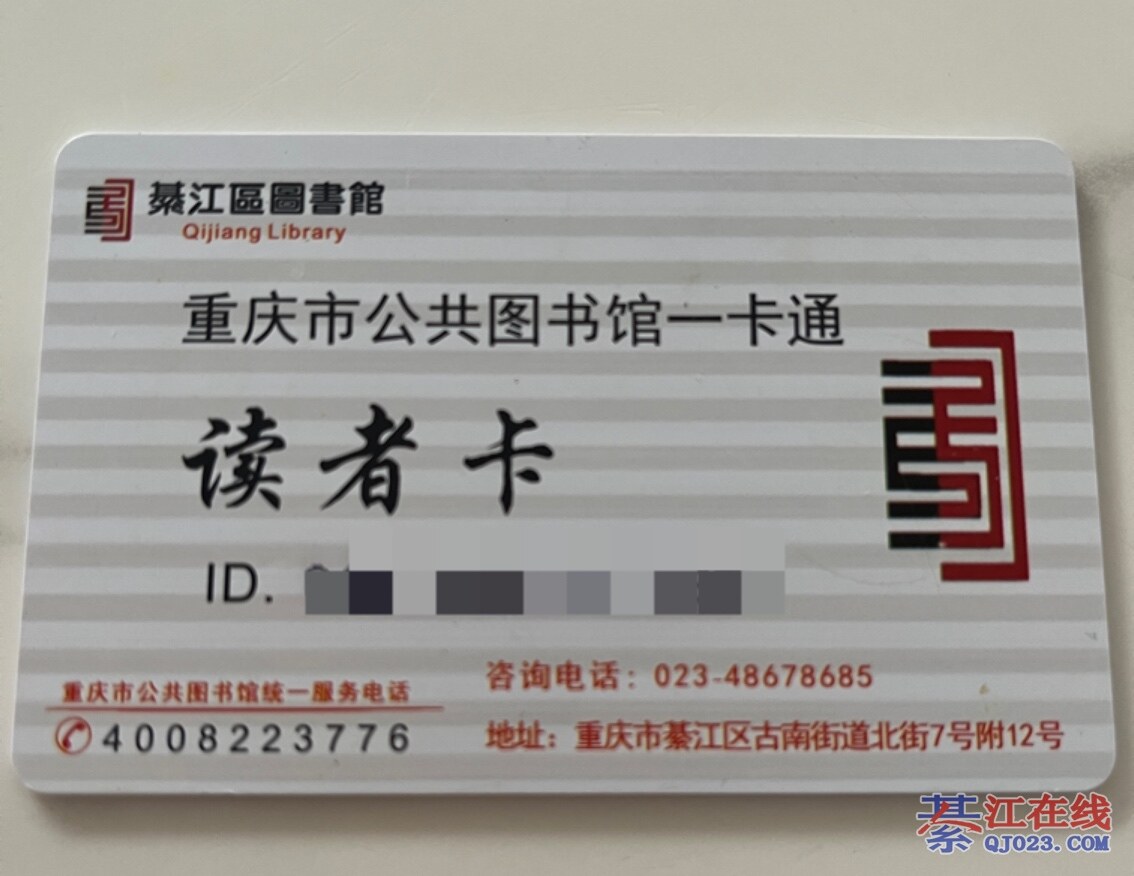 綦江區圖書館
Qijiang Library
重庆市公共图书馆一卡通
读者卡
ID.
重庆市公共图书馆统一服务电话
4008223776
咨询电话：023-48678685
地址：重庆市綦江区古南街道北街7号附12号
綦江在线
QJ023.COM